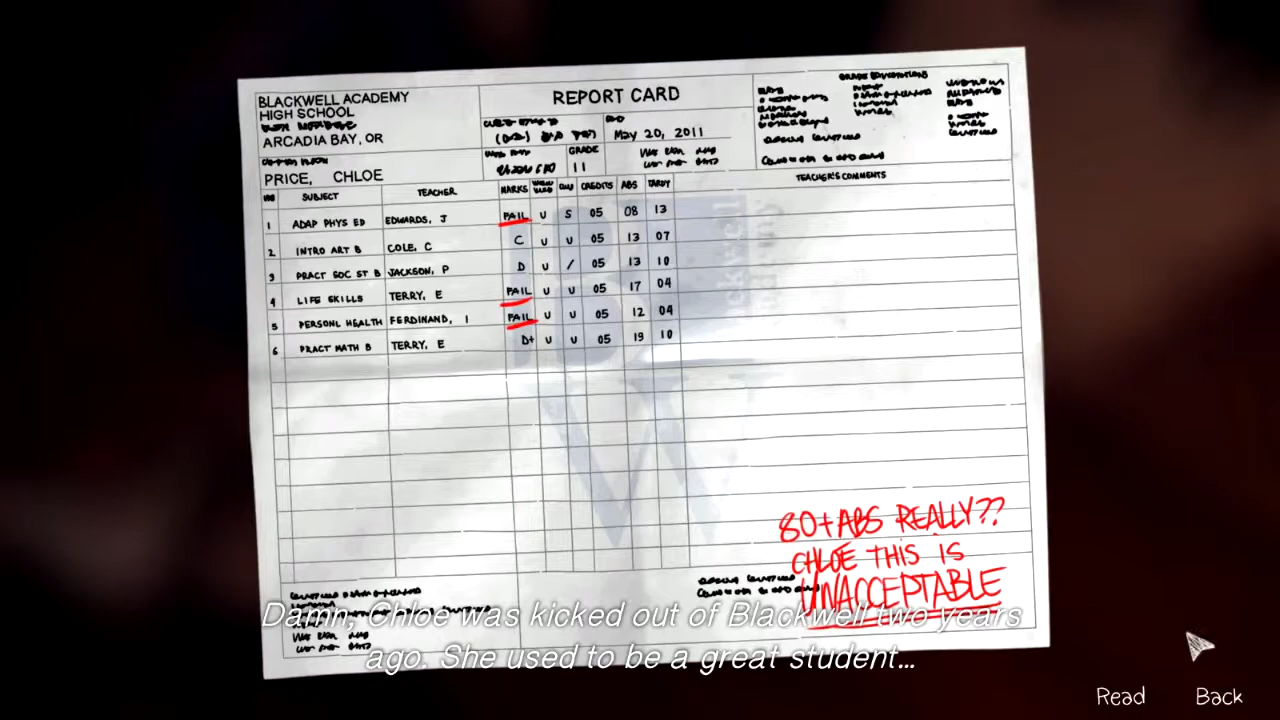 BLACKWELL ACADEMY
HIGH SCHOOL
ARCADIA BAY, OR
REPORT CARD
May 20, 2011
GRADE
11
PRICE, CHLOE
SUBJECT TEACHER MARKS CREDITS ABS TARDY TEACHER'S COMMENTS
1 ADAP PHYS ED EDWARDS, J FAIL U S 05 08 13
2 INTRO ART B COLE, C C U U 05 13 07
3 PRACT SOC ST B JACKSON, P D U / 05 13 10
4 LIFE SKILLS TERRY, E FAIL U U 05 17 04
5 PERSONL HEALTH FERDINAND, I FAIL U U 05 12 04
6 PRACT MATH B TERRY, E D+ U U 05 19 10
80+ ABS REALLY??
CHLOE THIS IS
UNACCEPTABLE
Damn, Chloe was kicked out of Blackwell two years
ago. She used to be a great student...
Read Back